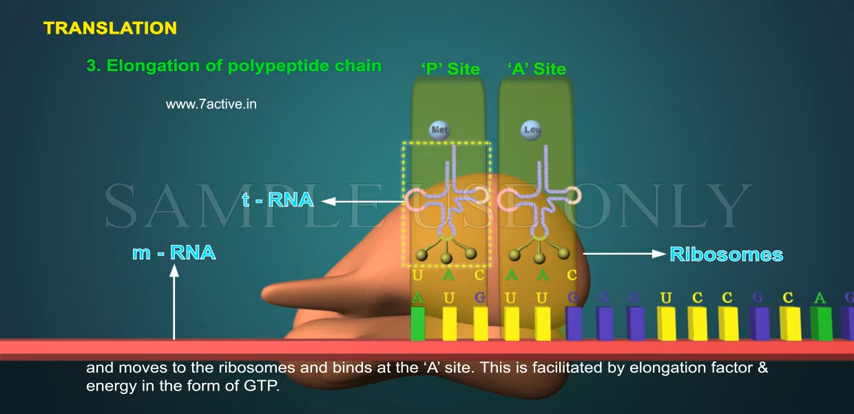 TRANSLATION
3. Elongation of polypeptide chain
'P' Site 'A' Site
www.7active.in
Met Leu
SAMPLE USE ONLY
t - RNA
m - RNA
Ribosomes
U A C A A C
A U G U U G C G U C C G C A G
and moves to the ribosomes and binds at the 'A' site. This is facilitated by elongation factor &
energy in the form of GTP.